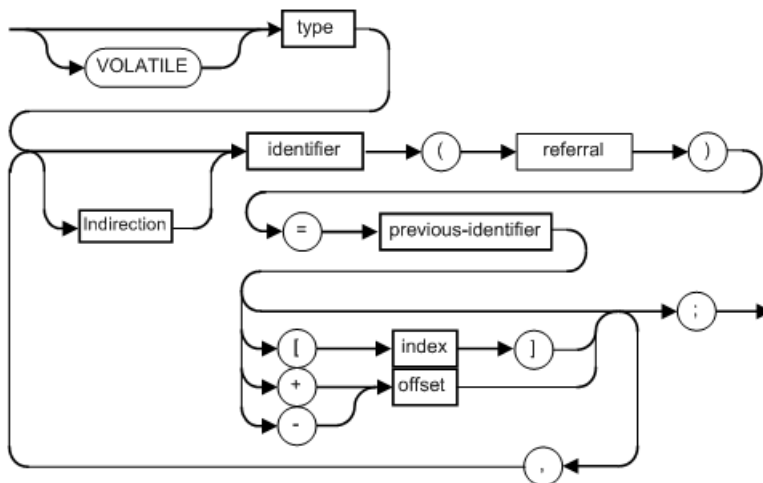 type
VOLATILE
identifier ( referral )
Indirection
= previous-identifier
;
[ index ]
+ offset
-
,